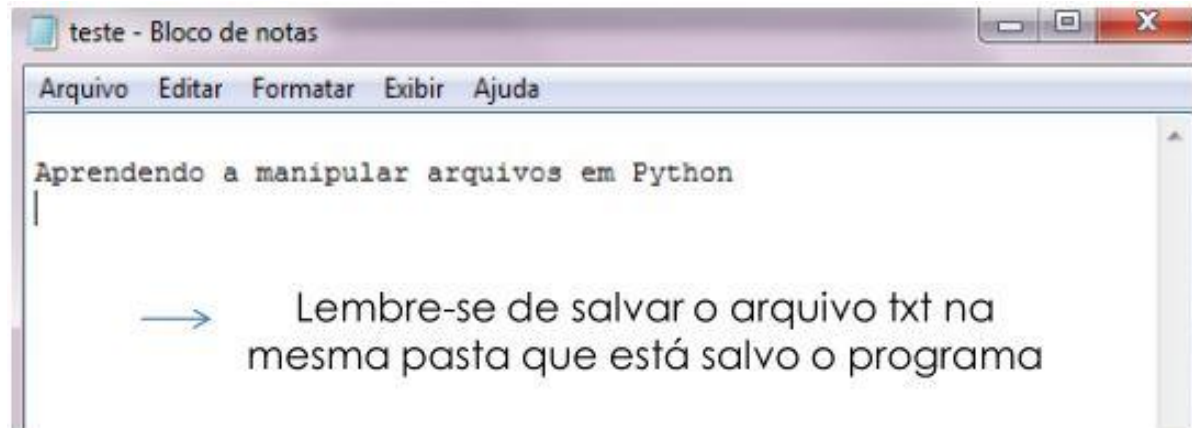 teste - Bloco de notas
Arquivo Editar Formatar Exibir Ajuda
Aprendendo a manipular arquivos em Python
Lembre-se de salvar o arquivo txt na
mesma pasta que está salvo o programa